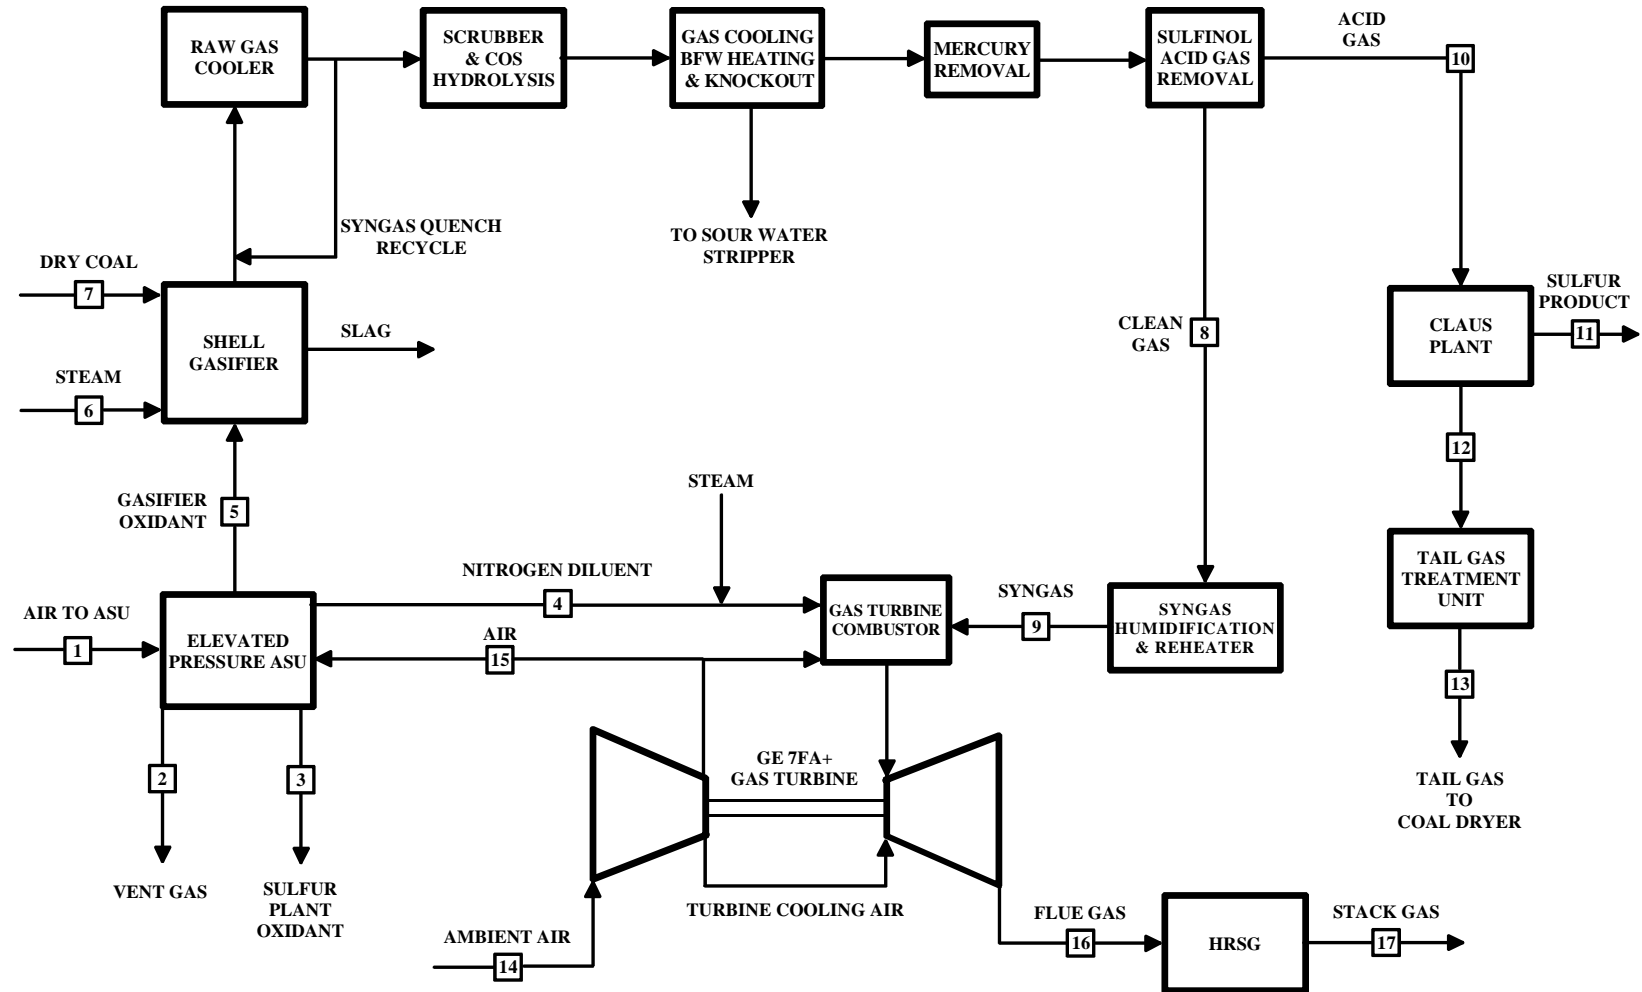 RAW GAS
COOLER
SCRUBBER
& COS
HYDROLYSIS
GAS COOLING
BFW HEATING
& KNOCKOUT
MERCURY
REMOVAL
SULFINOL
ACID GAS
REMOVAL
ACID
GAS
10
SYNGAS QUENCH
RECYCLE
TO SOUR WATER
STRIPPER
DRY COAL
7
SHELL
GASIFIER
SLAG
STEAM
6
CLEAN
GAS
8
CLAUS
PLANT
SULFUR
PRODUCT
11
12
GASIFIER
OXIDANT
5
STEAM
TAIL GAS
TREATMENT
UNIT
NITROGEN DILUENT
4
AIR TO ASU
1
ELEVATED
PRESSURE ASU
AIR
15
GAS TURBINE
COMBUSTOR
SYNGAS
9
SYNGAS
HUMIDIFICATION
& REHEATER
13
2
3
GE 7FA+
GAS TURBINE
TAIL GAS
TO
COAL DRYER
VENT GAS
SULFUR
PLANT
OXIDANT
TURBINE COOLING AIR
AMBIENT AIR
14
FLUE GAS
16
HRSG
STACK GAS
17